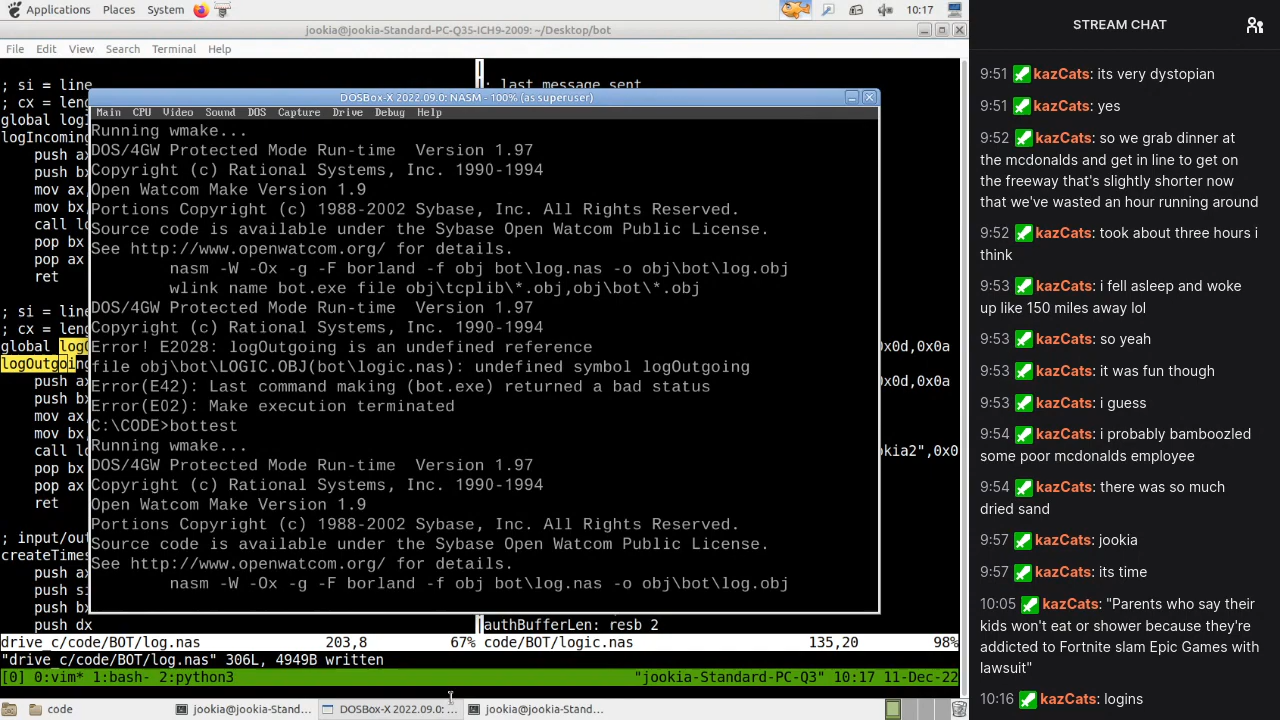 Applications Places System 10:17
jookia@jookia-Standard-PC-Q35-ICH9-2009: ~/Desktop/bot
File Edit View Search Terminal Help
; si = line
; cx = leng
global logI
logIncoming
push ax
push bx
mov ax,
mov bx,
call lo
pop bx
pop ax
ret
; si = line
; cx = leng
global logO
logOutgoing
push ax
push bx
mov ax,
mov bx,
call lo
pop bx
pop ax
ret
; input/out
createTimes
push ax
push si
push bx
push dx
; last message sent
0x0d,0x0a
0x0d,0x0a
okia2",0x0
authBufferLen: resb 2
DOSBox-X 2022.09.0: NASM - 100% (as superuser)
Main CPU Video Sound DOS Capture Drive Debug Help
Running wmake...
DOS/4GW Protected Mode Run-time Version 1.97
Copyright (c) Rational Systems, Inc. 1990-1994
Open Watcom Make Version 1.9
Portions Copyright (c) 1988-2002 Sybase, Inc. All Rights Reserved.
Source code is available under the Sybase Open Watcom Public License.
See http://www.openwatcom.org/ for details.
nasm -W -Ox -g -F borland -f obj bot\log.nas -o obj\bot\log.obj
wlink name bot.exe file obj\tcplib\*.obj,obj\bot\*.obj
DOS/4GW Protected Mode Run-time Version 1.97
Copyright (c) Rational Systems, Inc. 1990-1994
Error! E2028: logOutgoing is an undefined reference
file obj\bot\LOGIC.OBJ(bot\logic.nas): undefined symbol logOutgoing
Error(E42): Last command making (bot.exe) returned a bad status
Error(E02): Make execution terminated
C:\CODE>bottest
Running wmake...
DOS/4GW Protected Mode Run-time Version 1.97
Copyright (c) Rational Systems, Inc. 1990-1994
Open Watcom Make Version 1.9
Portions Copyright (c) 1988-2002 Sybase, Inc. All Rights Reserved.
Source code is available under the Sybase Open Watcom Public License.
See http://www.openwatcom.org/ for details.
nasm -W -Ox -g -F borland -f obj bot\log.nas -o obj\bot\log.obj
drive_c/code/BOT/log.nas 203,8 67% code/BOT/logic.nas 135,20 98%
"drive_c/code/BOT/log.nas" 306L, 4949B written
[0] 0:vim* 1:bash- 2:python3 "jookia-Standard-PC-Q3" 10:17 11-Dec-22
code jookia@jookia-Stand... DOSBox-X 2022.09.0: ... jookia@jookia-Stand...
STREAM CHAT
9:51 kazCats: its very dystopian
9:51 kazCats: yes
9:52 kazCats: so we grab dinner at
the mcdonalds and get in line to get on
the freeway that's slightly shorter now
that we've wasted an hour running around
9:52 kazCats: took about three hours i
think
9:53 kazCats: i fell asleep and woke
up like 150 miles away lol
9:53 kazCats: so yeah
9:53 kazCats: it was fun though
9:53 kazCats: i guess
9:54 kazCats: i probably bamboozled
some poor mcdonalds employee
9:54 kazCats: there was so much
dried sand
9:57 kazCats: jookia
9:57 kazCats: its time
10:05 kazCats: "Parents who say their
kids won't eat or shower because they're
addicted to Fortnite slam Epic Games with
lawsuit"
10:16 kazCats: logins